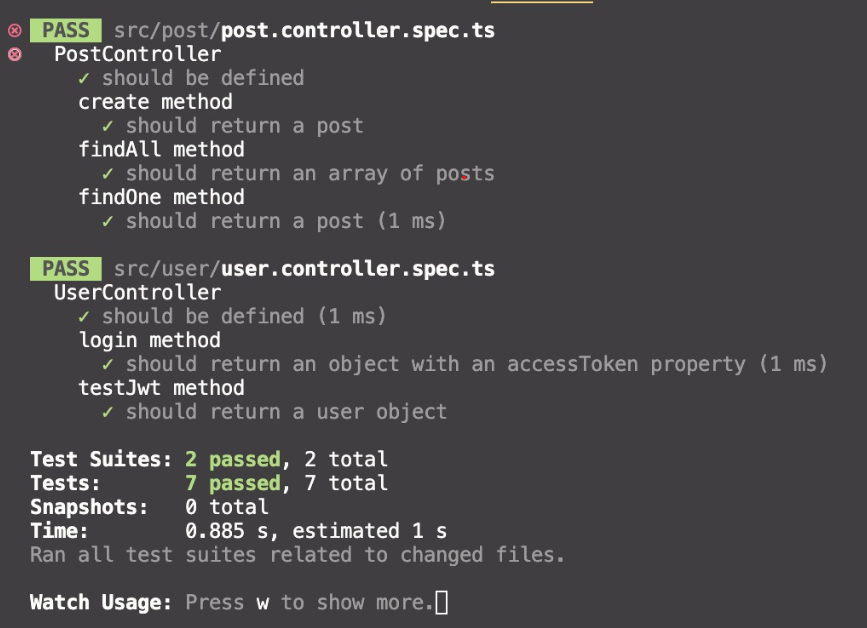 PASS src/post/post.controller.spec.ts
PostController
✓ should be defined
create method
✓ should return a post
findAll method
✓ should return an array of posts
findOne method
✓ should return a post (1 ms)
PASS src/user/user.controller.spec.ts
UserController
✓ should be defined (1 ms)
login method
✓ should return an object with an accessToken property (1 ms)
testJwt method
✓ should return a user object
Test Suites: 2 passed, 2 total
Tests: 7 passed, 7 total
Snapshots: 0 total
Time: 0.885 s, estimated 1 s
Ran all test suites related to changed files.
Watch Usage: Press w to show more.